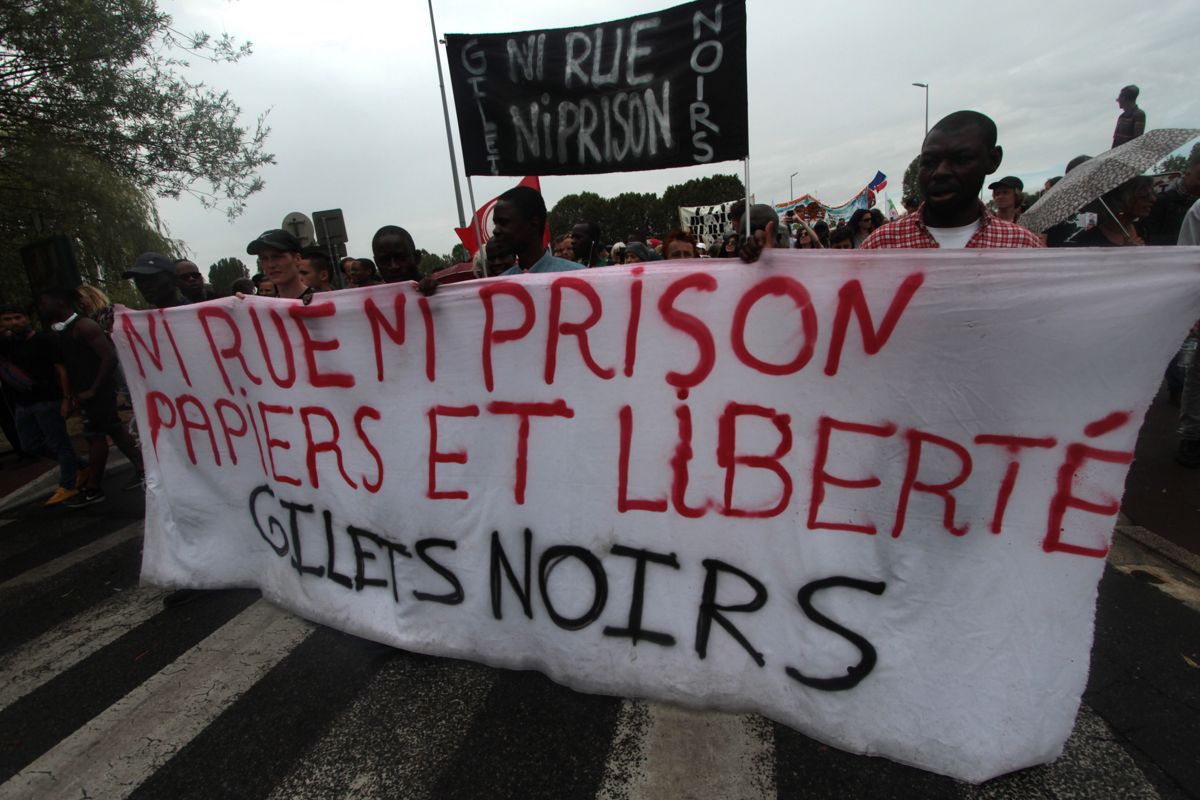 GILETS
NI RUE
NI PRISON
NOIRS
NI RUE NI PRISON
PAPIERS ET LIBERTÉ
GILETS NOIRS